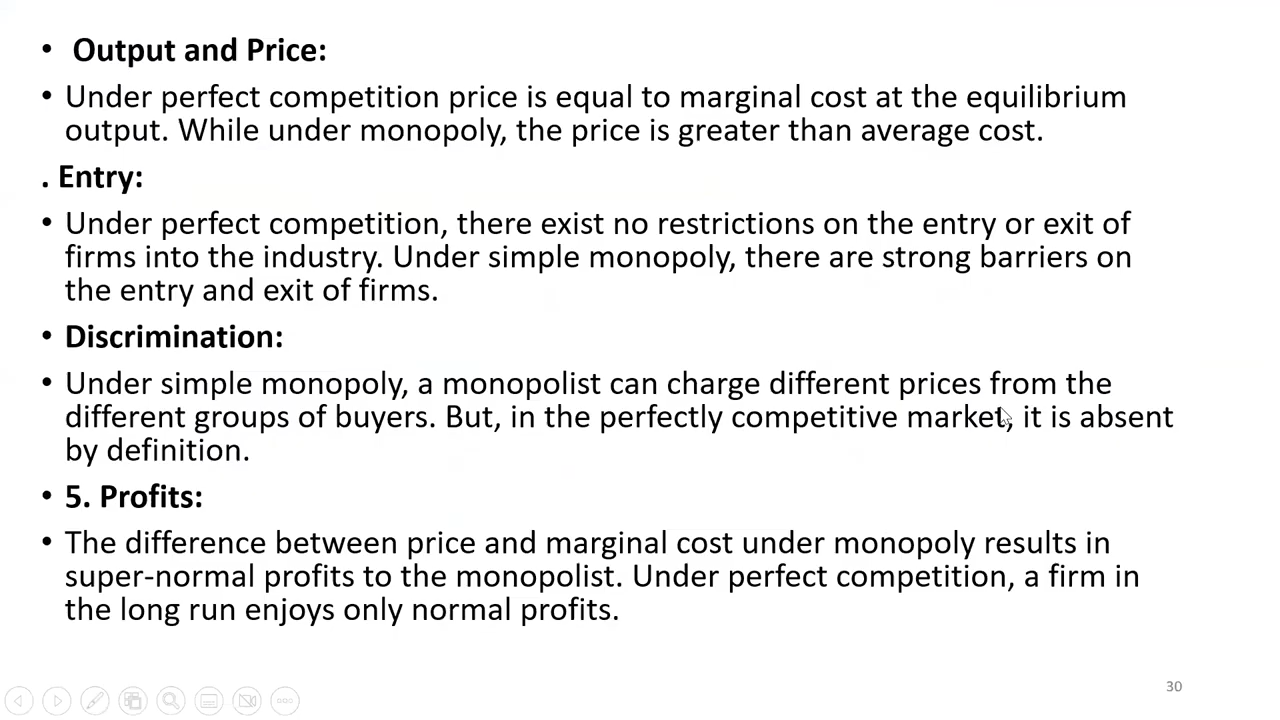 • Output and Price:
• Under perfect competition price is equal to marginal cost at the equilibrium
output. While under monopoly, the price is greater than average cost.
. Entry:
• Under perfect competition, there exist no restrictions on the entry or exit of
firms into the industry. Under simple monopoly, there are strong barriers on
the entry and exit of firms.
• Discrimination:
• Under simple monopoly, a monopolist can charge different prices from the
different groups of buyers. But, in the perfectly competitive market, it is absent
by definition.
• 5. Profits:
• The difference between price and marginal cost under monopoly results in
super-normal profits to the monopolist. Under perfect competition, a firm in
the long run enjoys only normal profits.
30